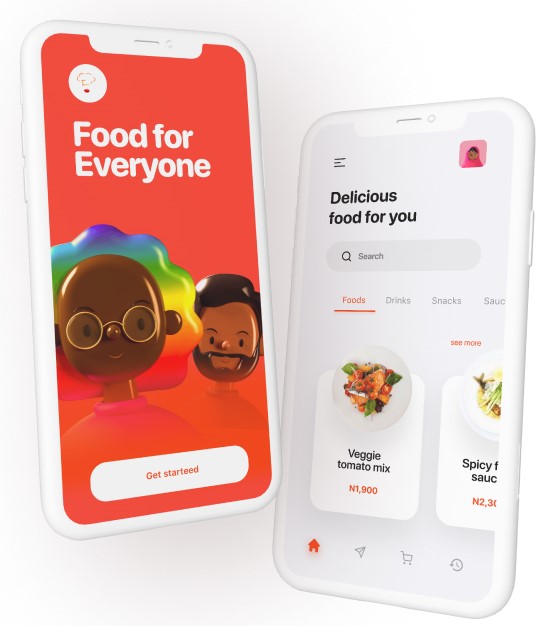 Food for
Everyone
Get starteed
Delicious
food for you
Search
Foods Drinks Snacks Sauc
see more
Veggie
tomato mix
N1,900
Spicy f
sauc
N2,30